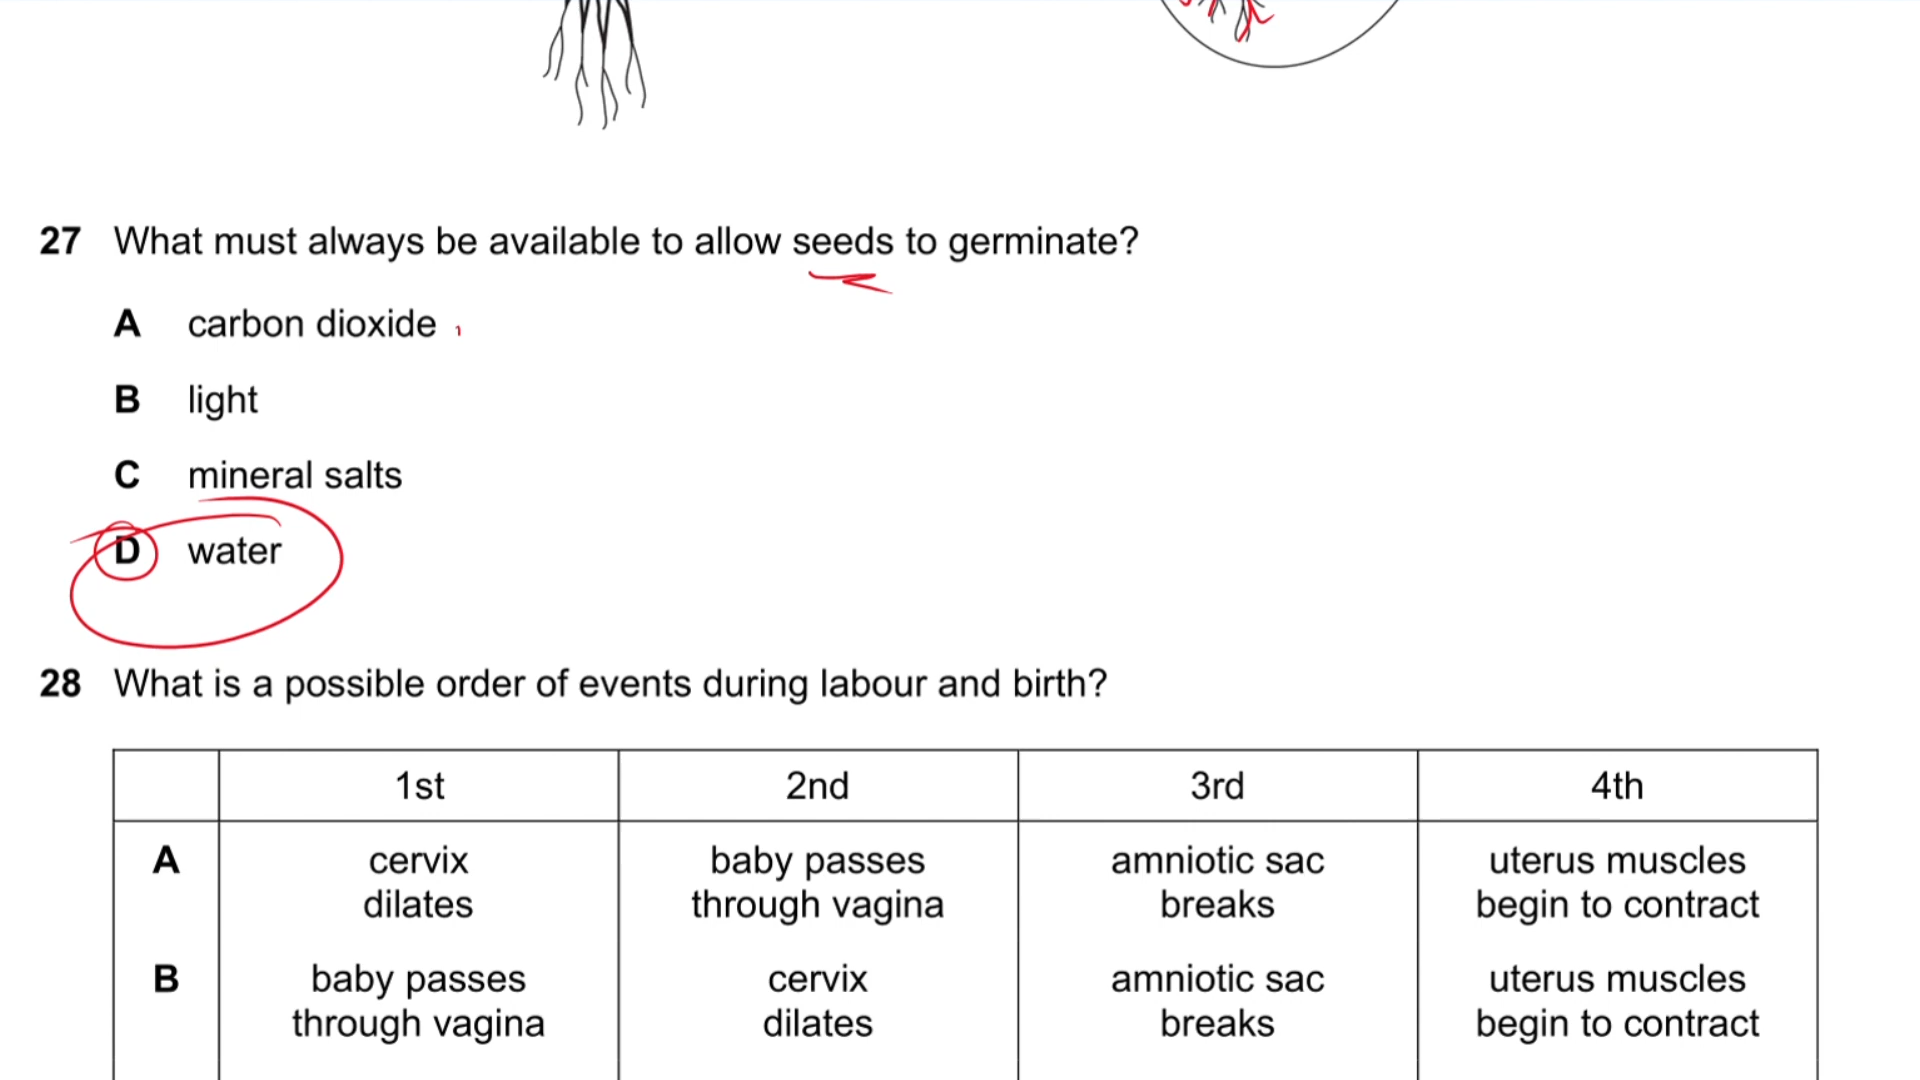 27 What must always be available to allow seeds to germinate?
A carbon dioxide
B light
C mineral salts
D water
28 What is a possible order of events during labour and birth?
1st 2nd 3rd 4th
A cervix dilates baby passes through vagina amniotic sac breaks uterus muscles begin to contract
B baby passes through vagina cervix dilates amniotic sac breaks uterus muscles begin to contract